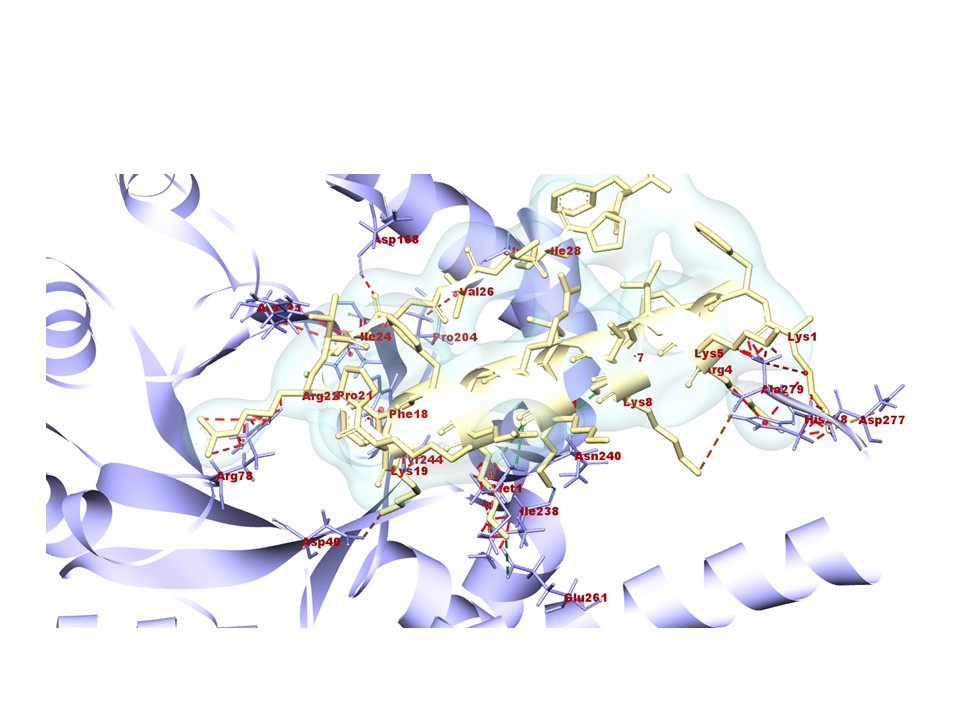 Asp168
Ile28
Val26
Ile24
Pro204
Lys1
Lys5
Arg4
Ala279
Arg22
Pro21
Phe18
Lys8
Asp277
Tyr244
Lys19
Asn240
Arg78
Met1
Ile238
Asp46
Glu261